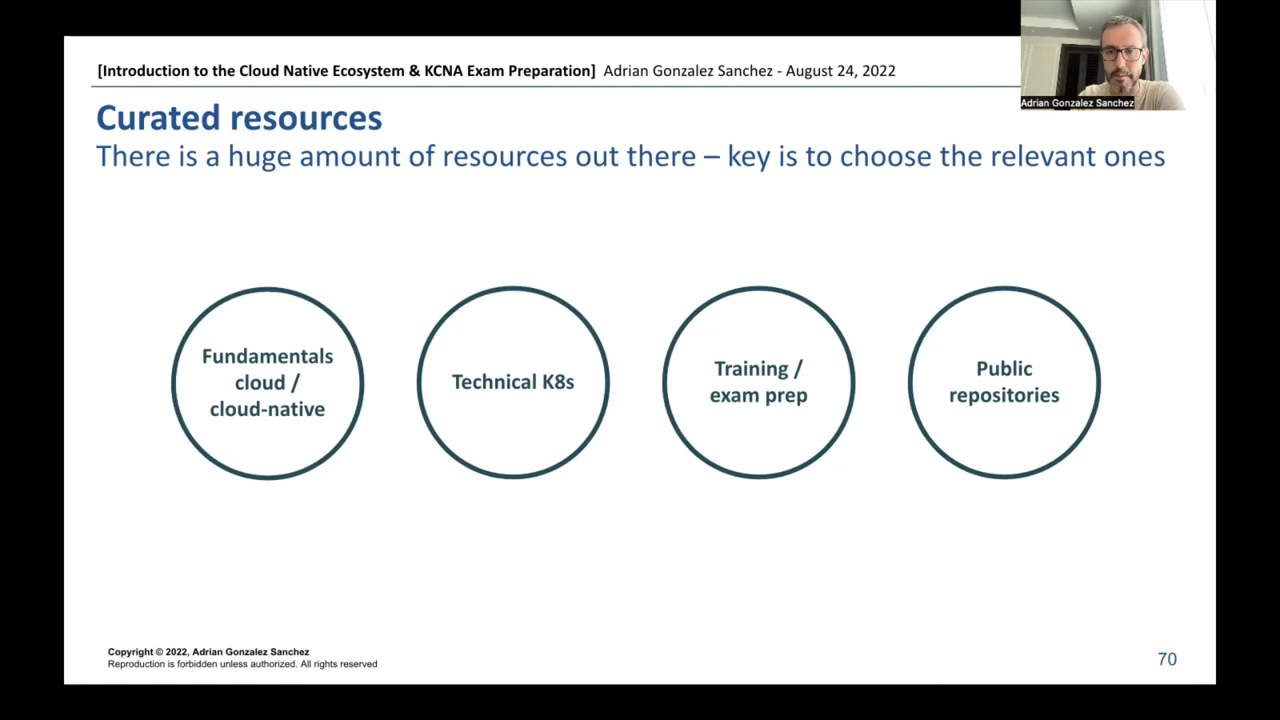 [Introduction to the Cloud Native Ecosystem & KCNA Exam Preparation] Adrian Gonzalez Sanchez - August 24, 2022
Adrian Gonzalez Sanchez
Curated resources
There is a huge amount of resources out there – key is to choose the relevant ones
Fundamentals
cloud /
cloud-native
Technical K8s
Training /
exam prep
Public
repositories
Copyright © 2022, Adrian Gonzalez Sanchez
Reproduction is forbidden unless authorized. All rights reserved
70